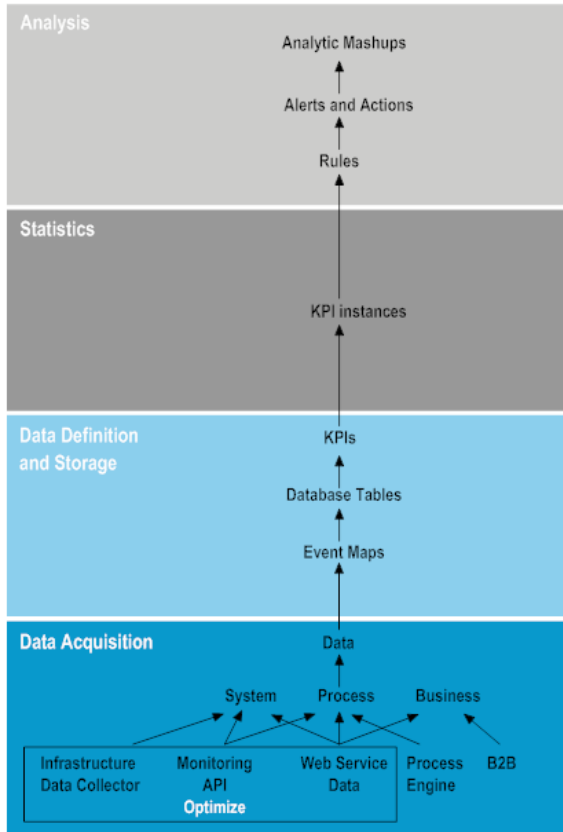 Analysis
Analytic Mashups
Alerts and Actions
Rules
Statistics
KPI instances
Data Definition
and Storage
KPIs
Database Tables
Event Maps
Data Acquisition
Data
System
Process
Business
Infrastructure
Data Collector
Monitoring
API
Optimize
Web Service
Data
Process
Engine
B2B